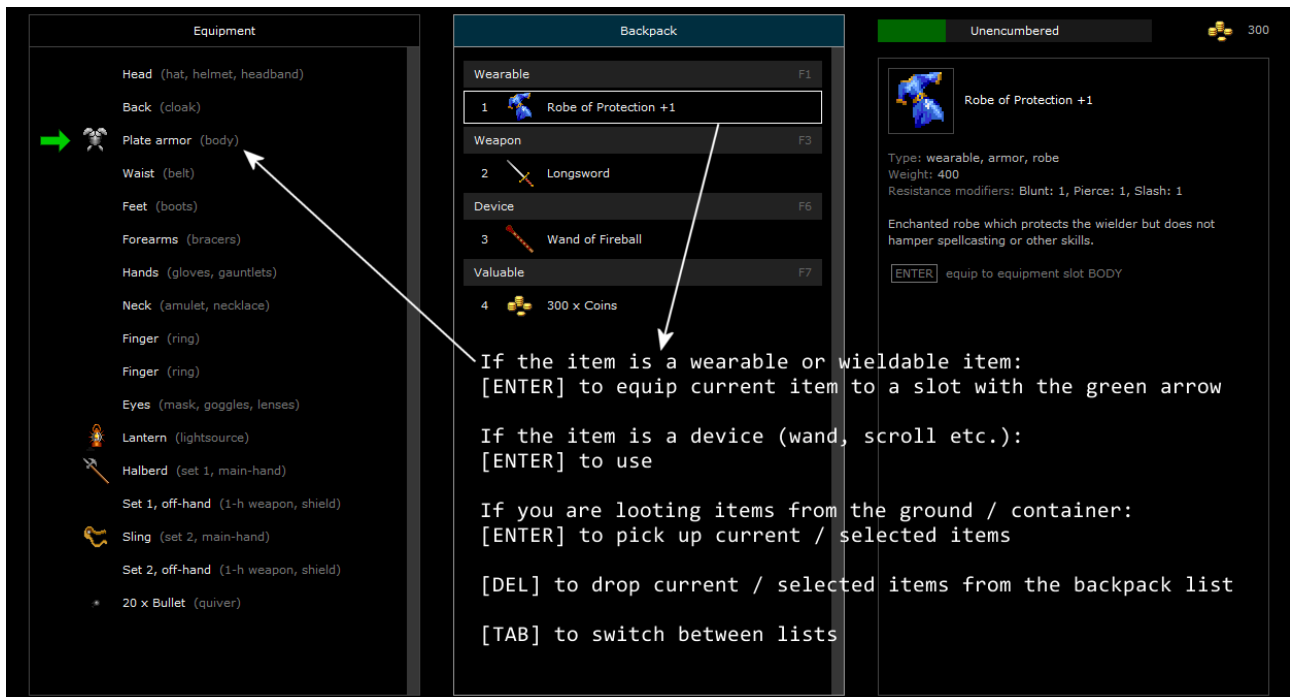 Equipment
Head (hat, helmet, headband)
Back (cloak)
Plate armor (body)
Waist (belt)
Feet (boots)
Forearms (bracers)
Hands (gloves, gauntlets)
Neck (amulet, necklace)
Finger (ring)
Finger (ring)
Eyes (mask, goggles, lenses)
Lantern (lightsource)
Halberd (set 1, main-hand)
Set 1, off-hand (1-h weapon, shield)
Sling (set 2, main-hand)
Set 2, off-hand (1-h weapon, shield)
20 x Bullet (quiver)
Backpack
Wearable F1
1 Robe of Protection +1
Weapon F3
2 Longsword
Device F6
3 Wand of Fireball
Valuable F7
4 300 x Coins
If the item is a wearable or wieldable item:
[ENTER] to equip current item to a slot with the green arrow
If the item is a device (wand, scroll etc.):
[ENTER] to use
If you are looting items from the ground / container:
[ENTER] to pick up current / selected items
[DEL] to drop current / selected items from the backpack list
[TAB] to switch between lists
Unencumbered 300
Robe of Protection +1
Type: wearable, armor, robe
Weight: 400
Resistance modifiers: Blunt: 1, Pierce: 1, Slash: 1
Enchanted robe which protects the wielder but does not
hamper spellcasting or other skills.
ENTER equip to equipment slot BODY